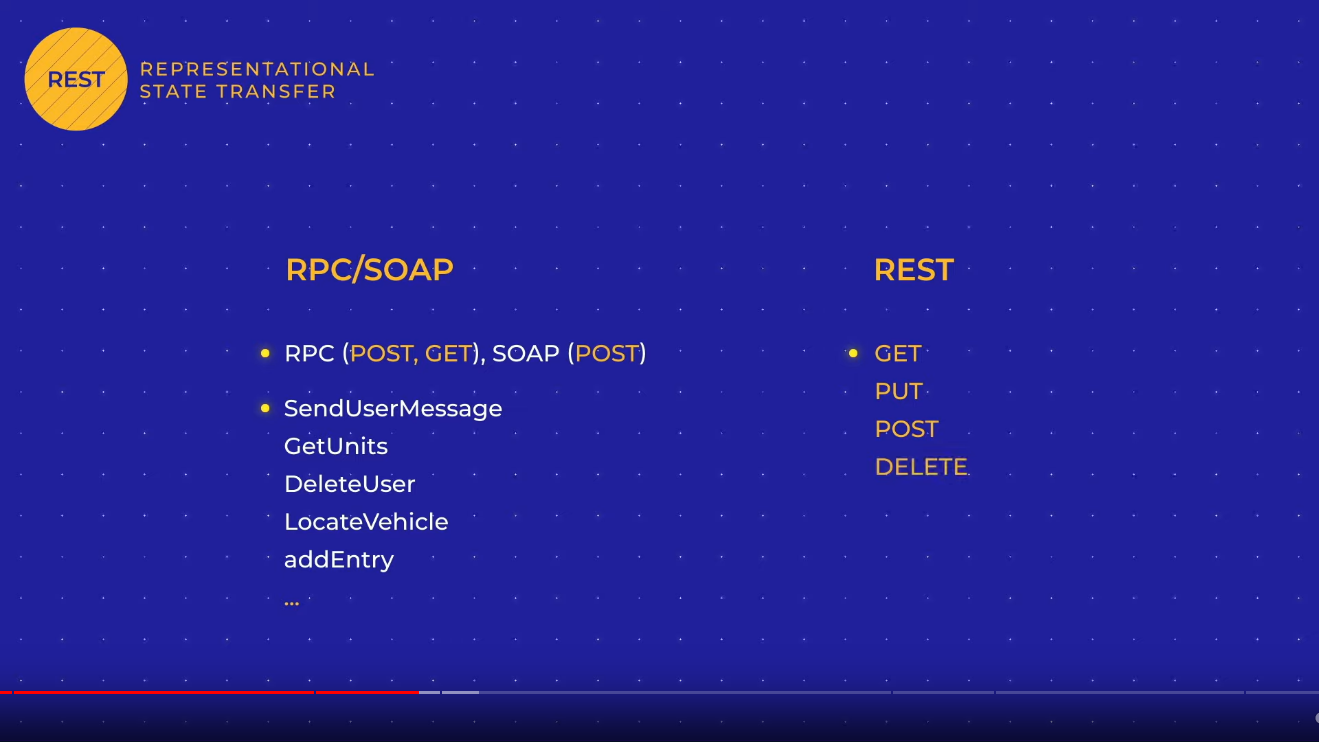 REST
REPRESENTATIONAL
STATE TRANSFER
RPC/SOAP
RPC (POST, GET), SOAP (POST)
SendUserMessage
GetUnits
DeleteUser
LocateVehicle
addEntry
...
REST
GET
PUT
POST
DELETE